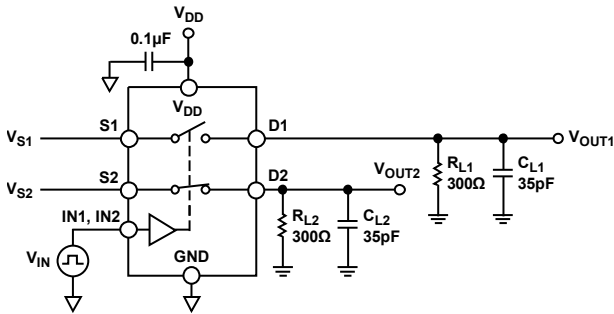 VDD
0.1µF
VDD
VS1
S1
D1
VOUT1
RL1
300Ω
CL1
35pF
VS2
S2
D2
VOUT2
RL2
300Ω
CL2
35pF
IN1, IN2
VIN
GND